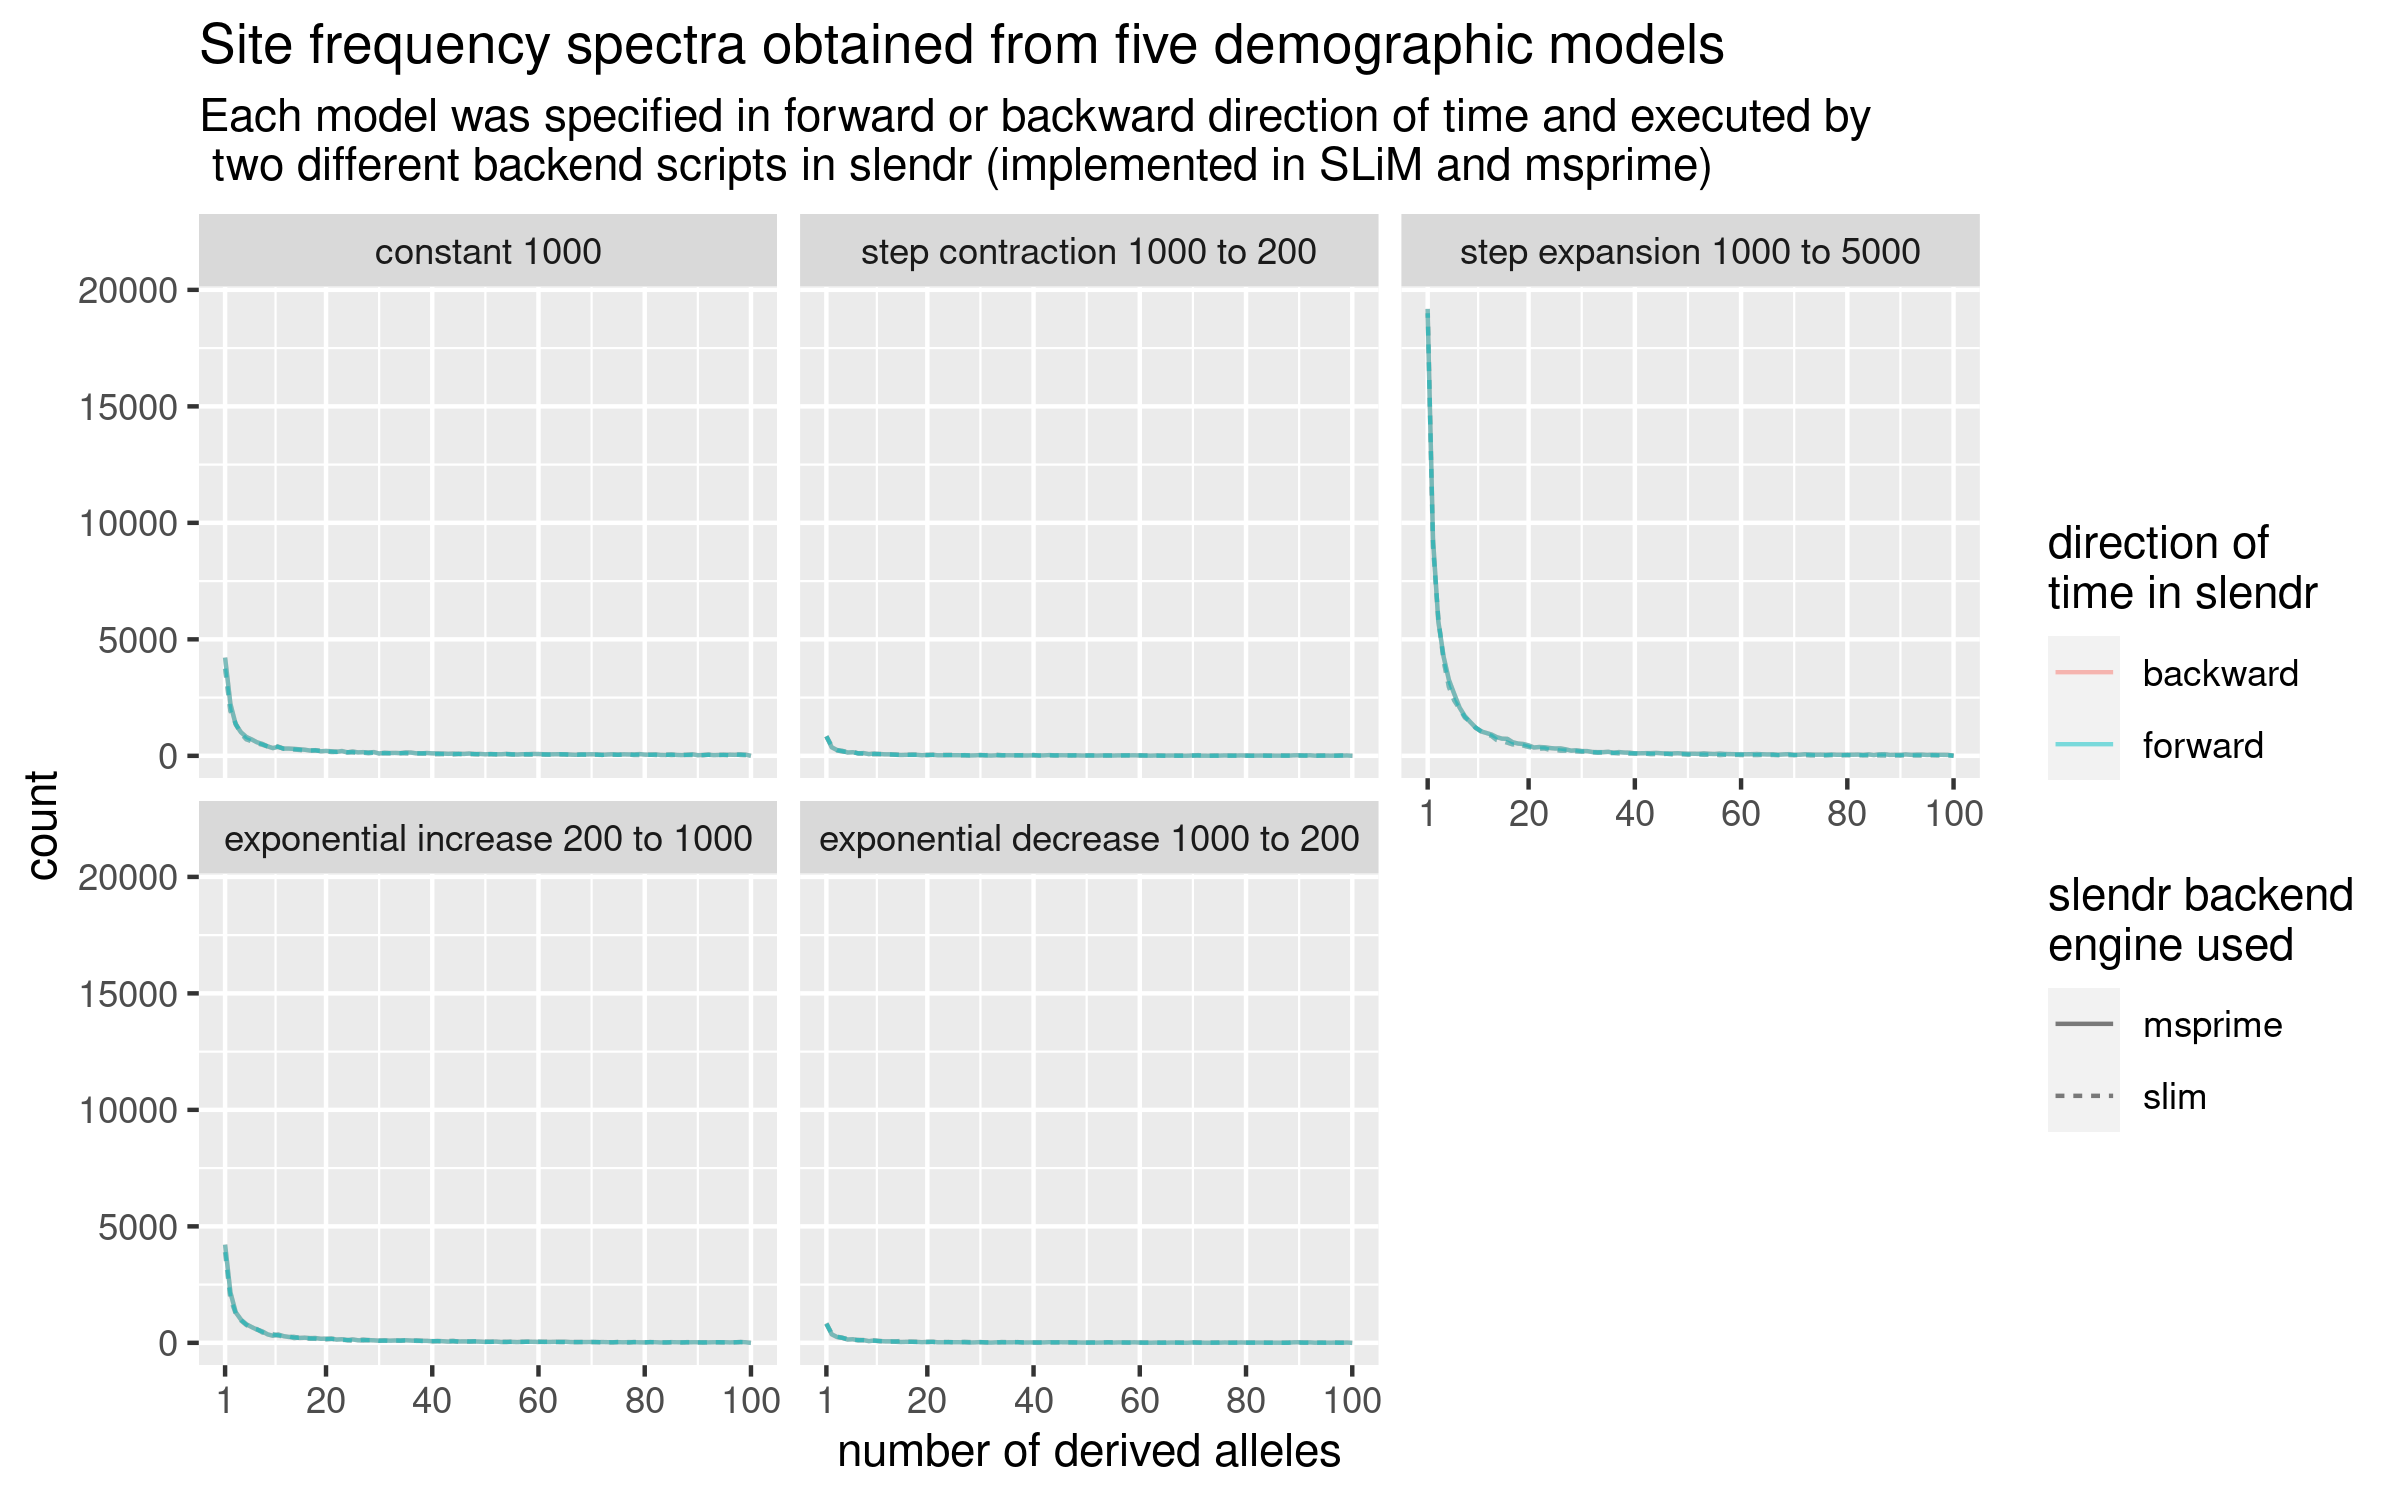 Site frequency spectra obtained from five demographic models
Each model was specified in forward or backward direction of time and executed by
two different backend scripts in slendr (implemented in SLiM and msprime)
constant 1000
step contraction 1000 to 200
step expansion 1000 to 5000
20000
15000
10000
5000
0
1 20 40 60 80 100
exponential increase 200 to 1000
exponential decrease 1000 to 200
20000
15000
10000
5000
0
1 20 40 60 80 100
1 20 40 60 80 100
count
number of derived alleles
direction of
time in slendr
backward
forward
slendr backend
engine used
msprime
slim